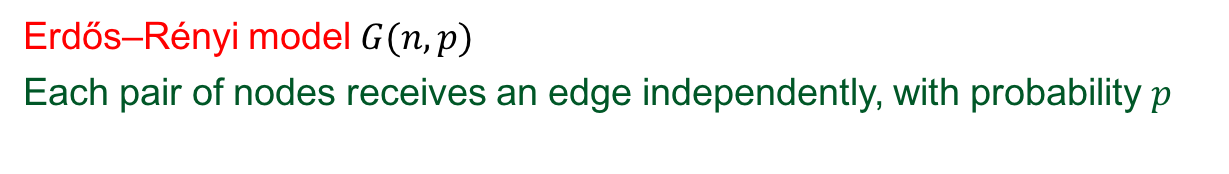 Erdős–Rényi model G(n, p)
Each pair of nodes receives an edge independently, with probability p